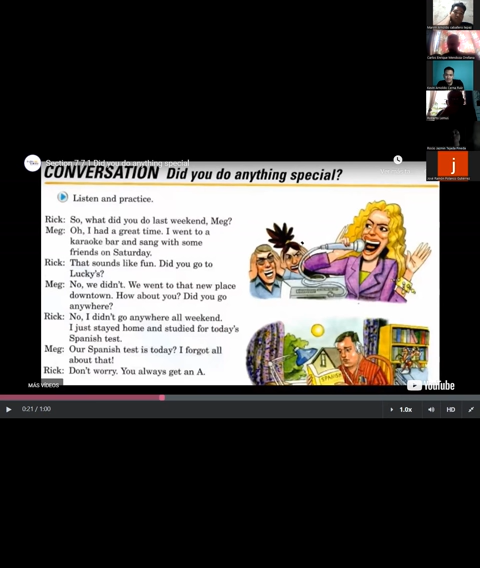 Section 7.7.1 Did you do anything special
CONVERSATION Did you do anything special?
Listen and practice.
Rick: So, what did you do last weekend, Meg?
Meg: Oh, I had a great time. I went to a
karaoke bar and sang with some
friends on Saturday.
Rick: That sounds like fun. Did you go to
Lucky's?
Meg: No, we didn't. We went to that new place
downtown. How about you? Did you go
anywhere?
Rick: No, I didn't go anywhere all weekend.
I just stayed home and studied for today's
Spanish test.
Meg: Our Spanish test is today? I forgot all
about that!
Rick: Don't worry. You always get an A.
SPANISH
MÁS VÍDEOS
YouTube
0:21 / 1:00
1.0x
HD
j